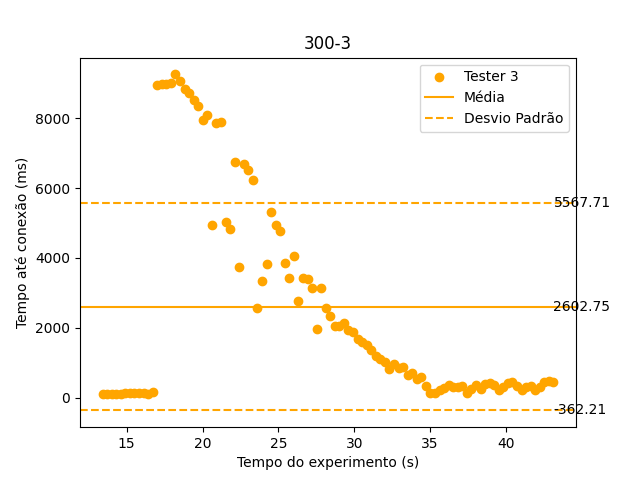 300-3
Tester 3
Média
Desvio Padrão
Tempo até conexão (ms)
8000
6000
4000
2000
0
5567.71
2602.75
-362.21
15 20 25 30 35 40
Tempo do experimento (s)